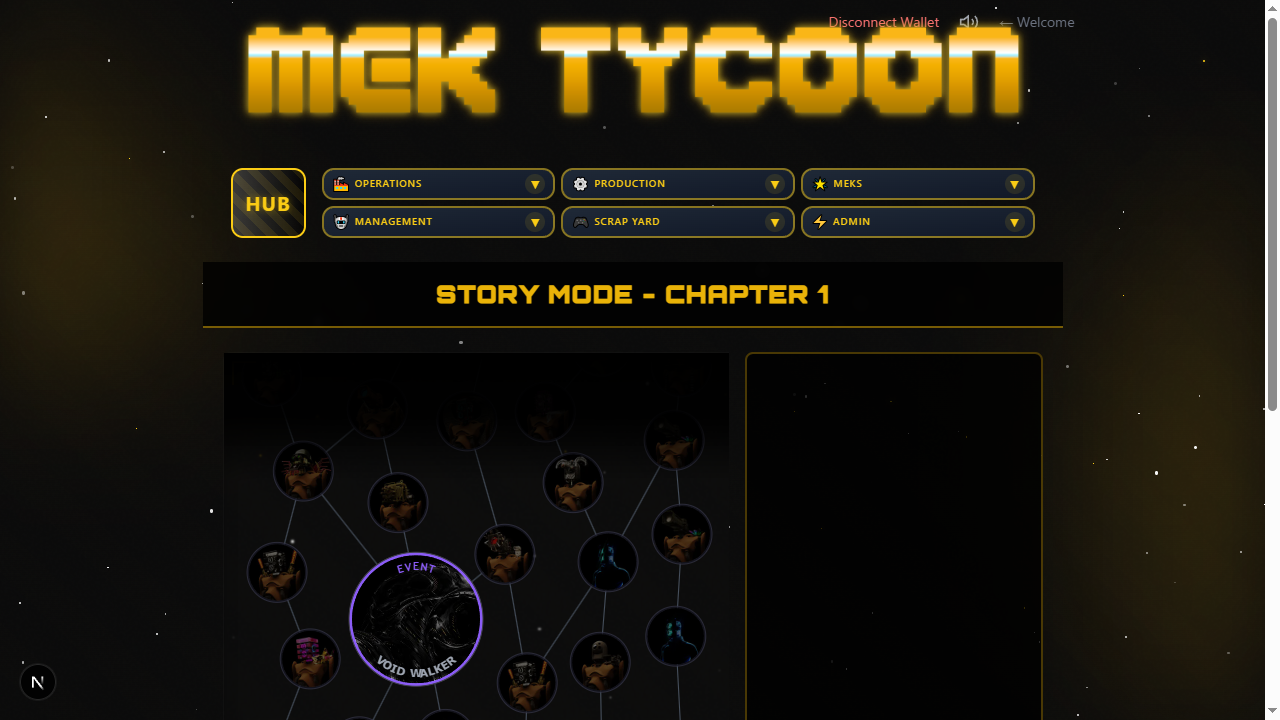 Disconnect Wallet
← Welcome
MEK TYCOON
HUB
OPERATIONS ▼
PRODUCTION ▼
MEKS ▼
MANAGEMENT ▼
SCRAP YARD ▼
ADMIN ▼
STORY MODE - CHAPTER 1
EVENT
VOID WALKER
N